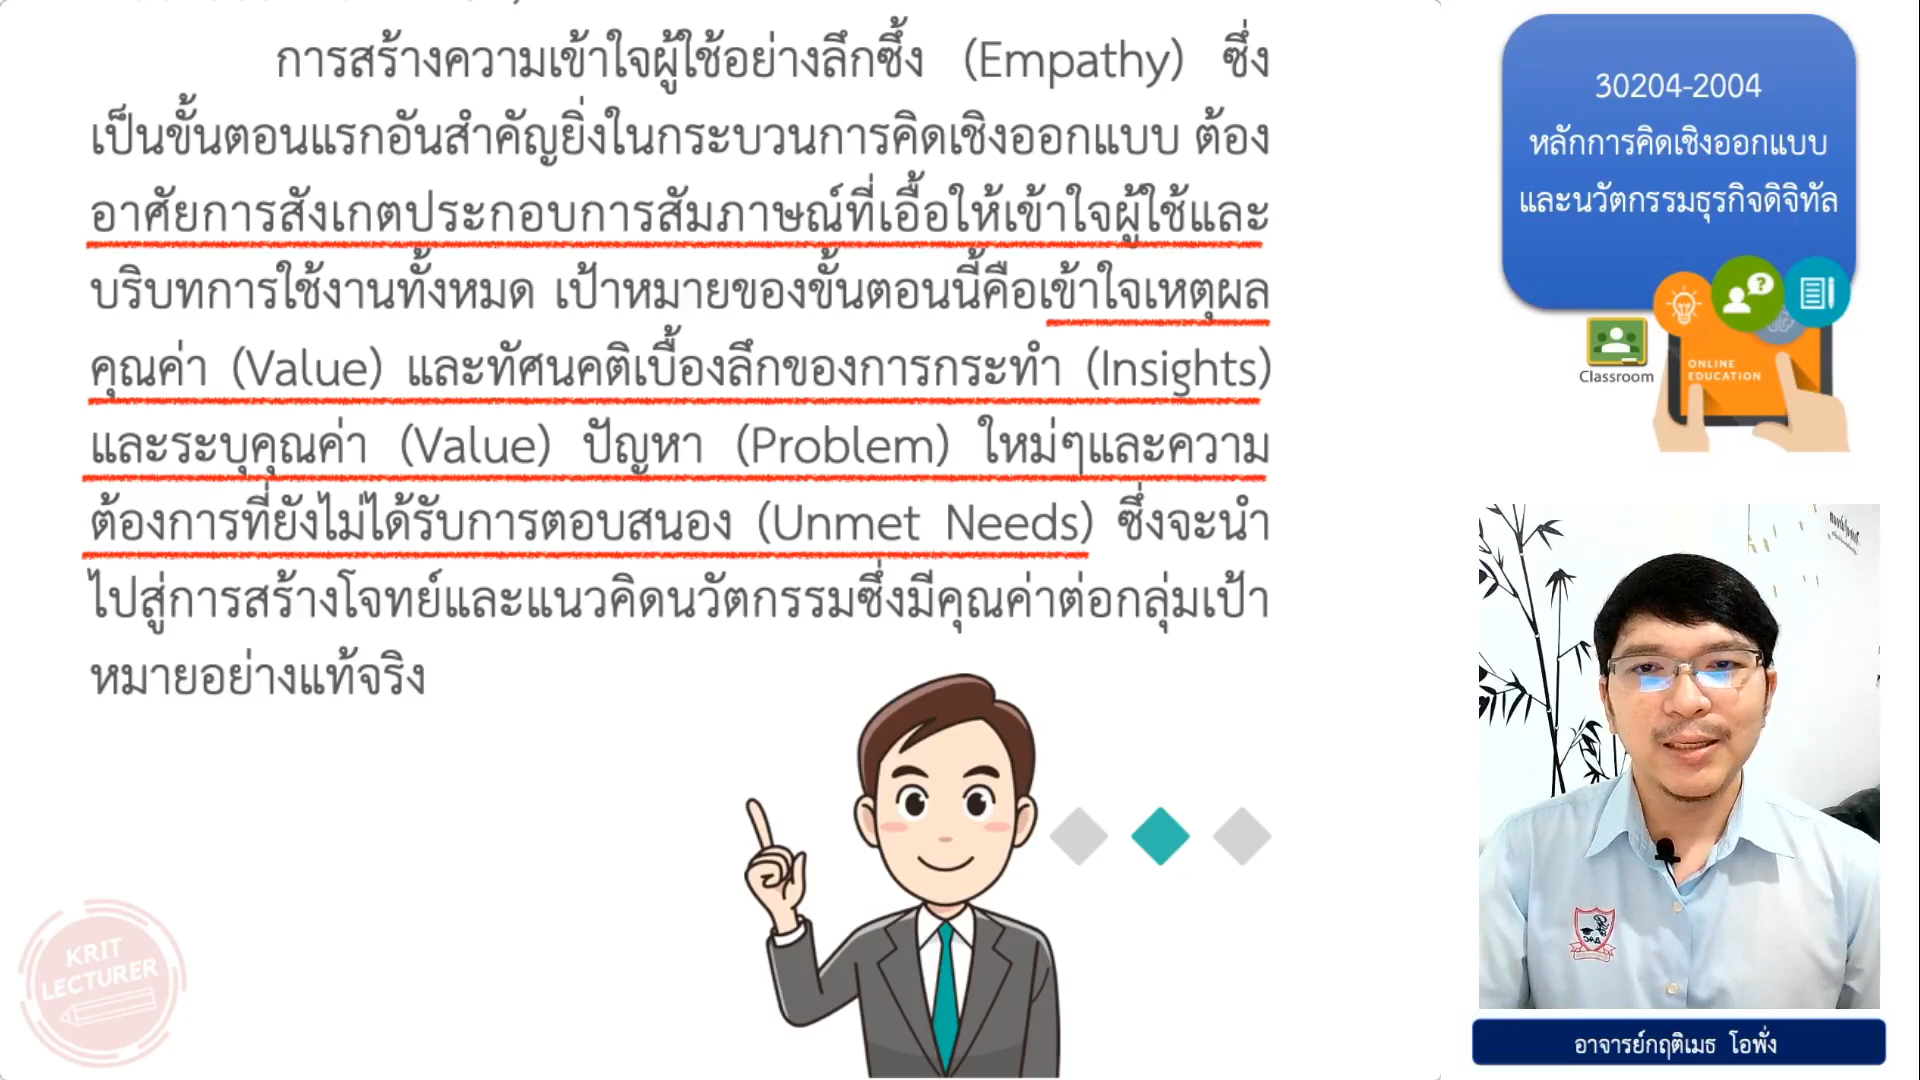 การสร้างความเข้าใจผู้ใช้อย่างลึกซึ้ง (Empathy) ซึ่ง
เป็นขั้นตอนแรกอันสำคัญยิ่งในกระบวนการคิดเชิงออกแบบ ต้อง
อาศัยการสังเกตประกอบการสัมภาษณ์ที่เอื้อให้เข้าใจผู้ใช้และ
บริบทการใช้งานทั้งหมด เป้าหมายของขั้นตอนนี้คือเข้าใจเหตุผล
คุณค่า (Value) และทัศนคติเบื้องลึกของการกระทำ (Insights)
และระบุคุณค่า (Value) ปัญหา (Problem) ใหม่ๆและความ
ต้องการที่ยังไม่ได้รับการตอบสนอง (Unmet Needs) ซึ่งจะนำ
ไปสู่การสร้างโจทย์และแนวคิดนวัตกรรมซึ่งมีคุณค่าต่อกลุ่มเป้า
หมายอย่างแท้จริง
KRIT
LECTURER
30204-2004
หลักการคิดเชิงออกแบบ
และนวัตกรรมธุรกิจดิจิทัล
Classroom
ONLINE
EDUCATION
อาจารย์กฤติเมธ โอพั่ง